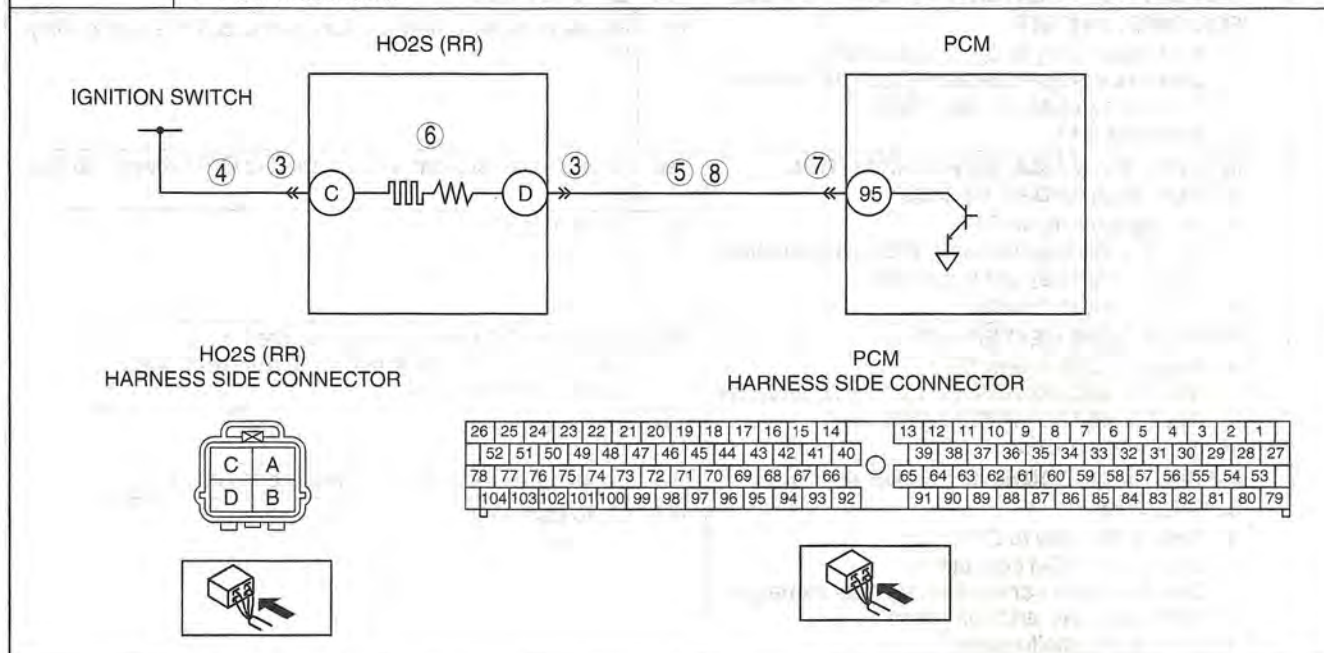 HO2S (RR)
PCM
IGNITION SWITCH
④ ③ C ⑥ D ③ ⑤ ⑧ ⑦ 95
HO2S (RR)
HARNESS SIDE CONNECTOR
PCM
HARNESS SIDE CONNECTOR
C A
D B
26 25 24 23 22 21 20 19 18 17 16 15 14 13 12 11 10 9 8 7 6 5 4 3 2 1
52 51 50 49 48 47 46 45 44 43 42 41 40 39 38 37 36 35 34 33 32 31 30 29 28 27
78 77 76 75 74 73 72 71 70 69 68 67 66 65 64 63 62 61 60 59 58 57 56 55 54 53
104 103 102 101 100 99 98 97 96 95 94 93 92 91 90 89 88 87 86 85 84 83 82 81 80 79